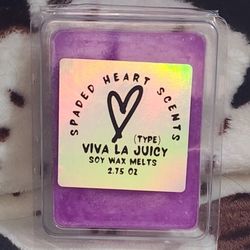 SPADED HEART SCENTS
(TYPE)
VIVA LA JUICY
SOY WAX MELTS
2.75 OZ